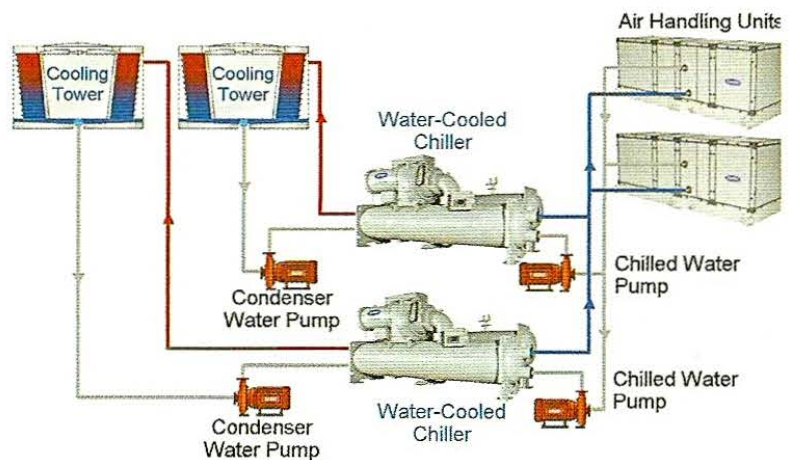 Air Handling Units
Cooling
Tower
Cooling
Tower
Water-Cooled
Chiller
Condenser
Water Pump
Chilled Water
Pump
Condenser
Water Pump
Water-Cooled
Chiller
Chilled Water
Pump